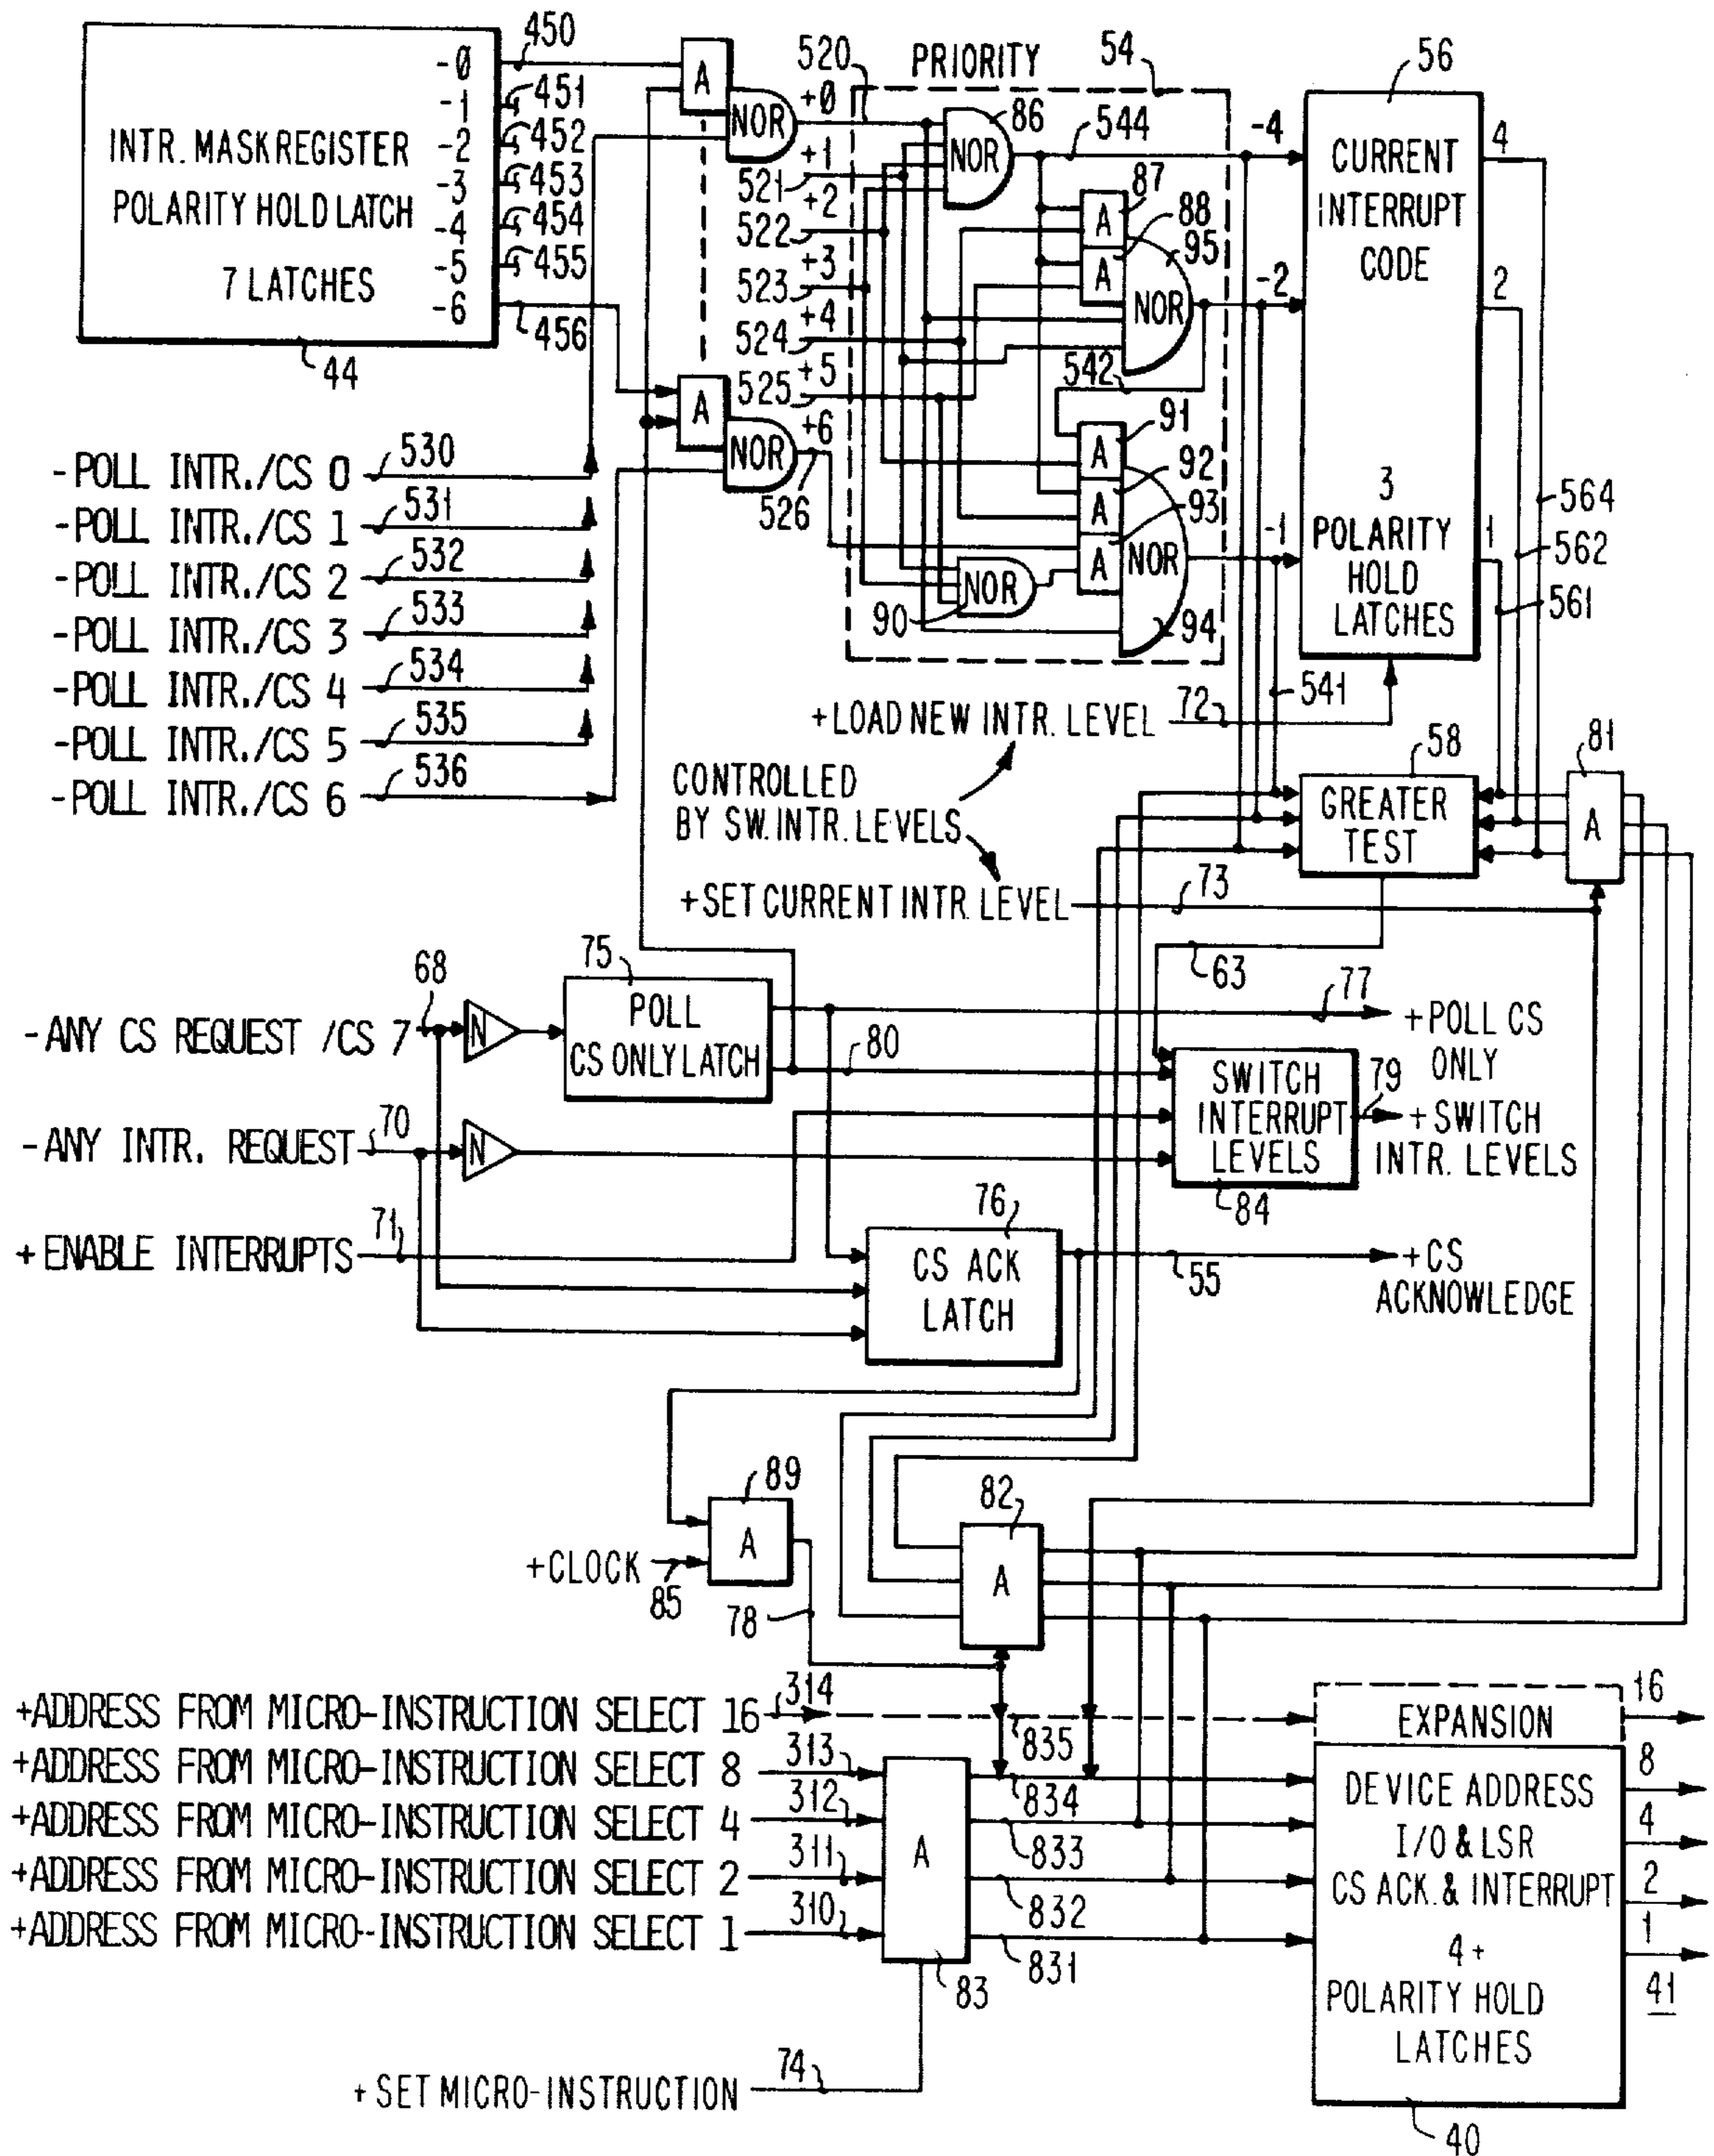 INTR. MASK REGISTER
POLARITY HOLD LATCH
7 LATCHES
-0
-1
-2
-3
-4
-5
-6
450
451
452
453
454
455
456
44
A
NOR
A
NOR
520
+0
+1
521
+2
522
+3
523
+4
524
+5
525
+6
526
PRIORITY
54
NOR
86
544
A
87
A
88
95
NOR
542
A
91
A
92
A
93
NOR
94
NOR
90
-4
-2
-1
56
CURRENT
INTERRUPT
CODE
3
POLARITY
HOLD
LATCHES
4
2
1
564
562
561
541
-POLL INTR./CS 0 530
-POLL INTR./CS 1 531
-POLL INTR./CS 2 532
-POLL INTR./CS 3 533
-POLL INTR./CS 4 534
-POLL INTR./CS 5 535
-POLL INTR./CS 6 536
+LOAD NEW INTR. LEVEL 72
CONTROLLED
BY SW. INTR. LEVELS
+SET CURRENT INTR. LEVEL 73
58
GREATER
TEST
81
A
63
-ANY CS REQUEST /CS 7 68
N
75
POLL
CS ONLY LATCH
80
77
+POLL CS
ONLY
-ANY INTR. REQUEST 70
N
SWITCH
INTERRUPT
LEVELS
84
79
+SWITCH
INTR. LEVELS
+ENABLE INTERRUPTS 71
76
CS ACK
LATCH
55
+CS
ACKNOWLEDGE
89
A
+CLOCK
85
78
82
A
+ADDRESS FROM MICRO-INSTRUCTION SELECT 16 314
+ADDRESS FROM MICRO-INSTRUCTION SELECT 8 313
+ADDRESS FROM MICRO-INSTRUCTION SELECT 4 312
+ADDRESS FROM MICRO-INSTRUCTION SELECT 2 311
+ADDRESS FROM MICRO-INSTRUCTION SELECT 1 310
A
83
835
834
833
832
831
+SET MICRO-INSTRUCTION 74
EXPANSION
DEVICE ADDRESS
I/O & LSR
CS ACK. & INTERRUPT
4+
POLARITY HOLD
LATCHES
40
16
8
4
2
1
41